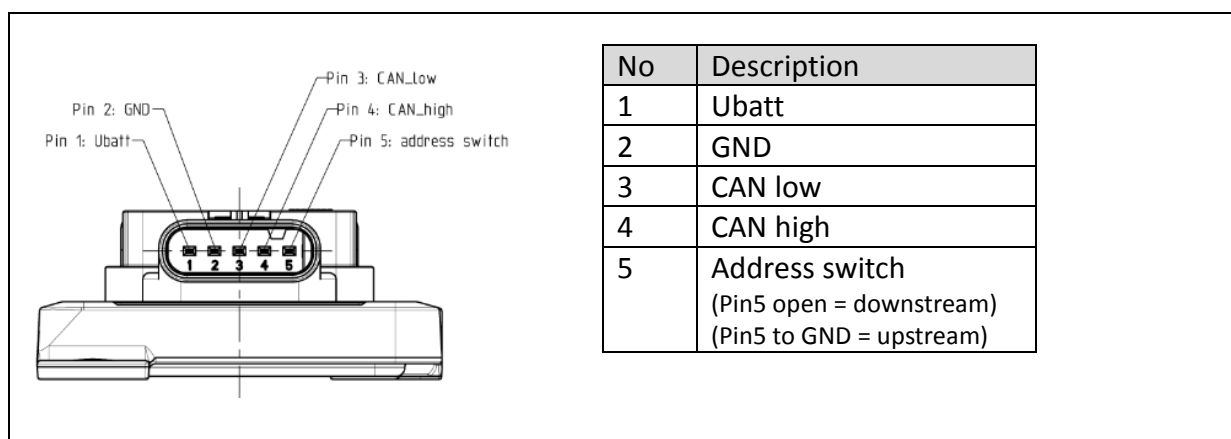 Pin 3: CAN_low
Pin 2: GND
Pin 4: CAN_high
Pin 1: Ubatt
Pin 5: address switch
1 2 3 4 5
No Description
1 Ubatt
2 GND
3 CAN low
4 CAN high
5 Address switch
(Pin5 open = downstream)
(Pin5 to GND = upstream)